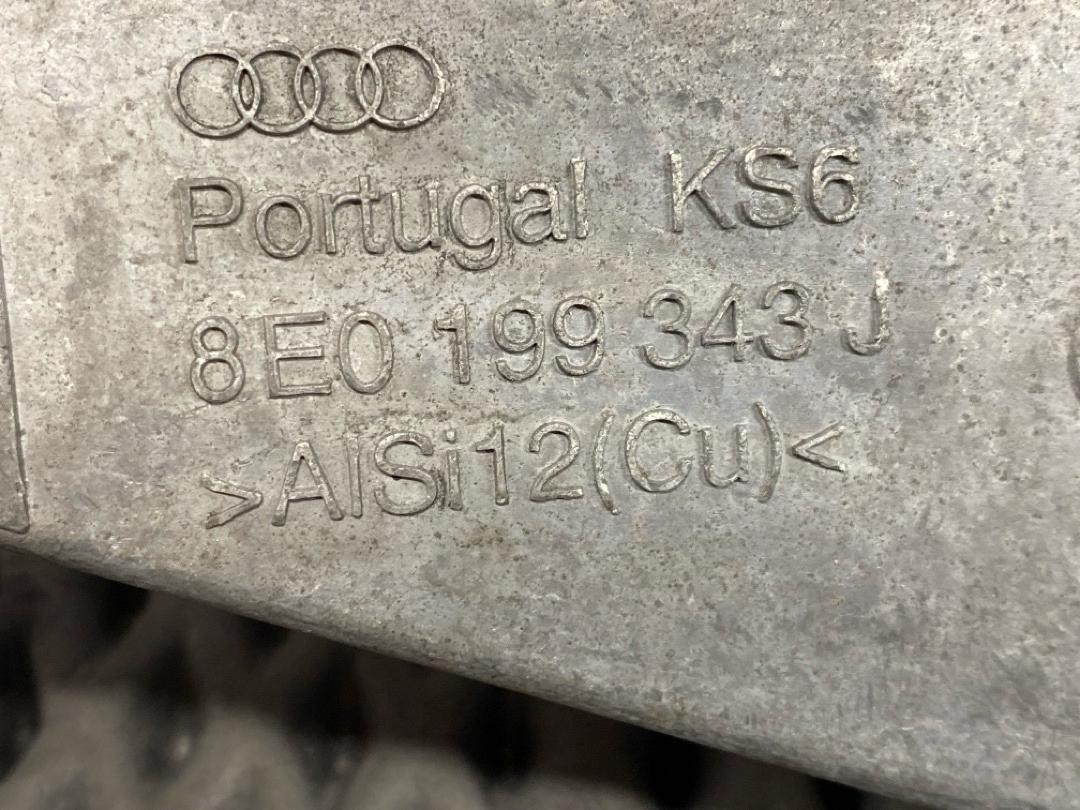 Portugal KS6
8E0 199 343 J
>AlSi12(Cu)<